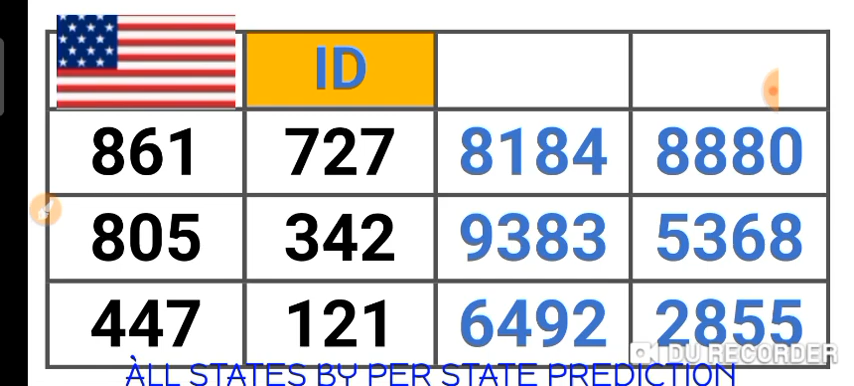 ID
861 727 8184 8880
805 342 9383 5368
447 121 6492 2855
DU RECORDER
ÀLL STATES BY PER STATE PREDICTION